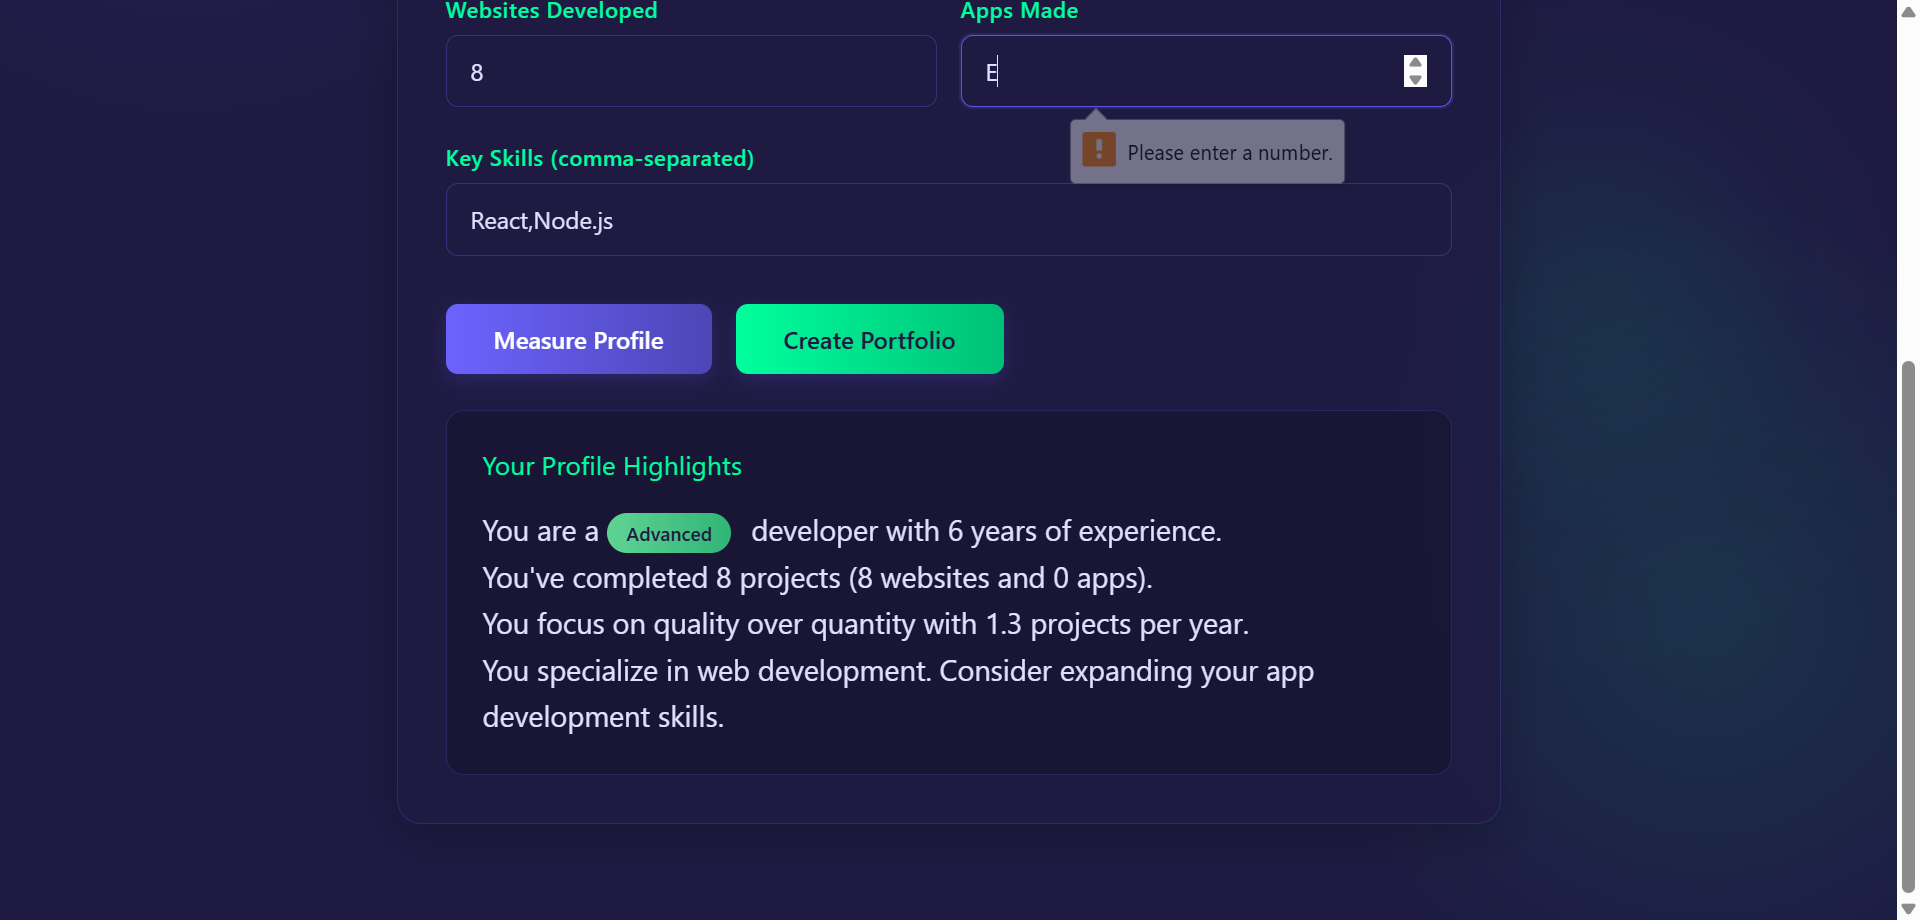 Websites Developed
Apps Made
8
E
Please enter a number.
Key Skills (comma-separated)
React,Node.js
Measure Profile
Create Portfolio
Your Profile Highlights
You are a Advanced developer with 6 years of experience.
You've completed 8 projects (8 websites and 0 apps).
You focus on quality over quantity with 1.3 projects per year.
You specialize in web development. Consider expanding your app
development skills.